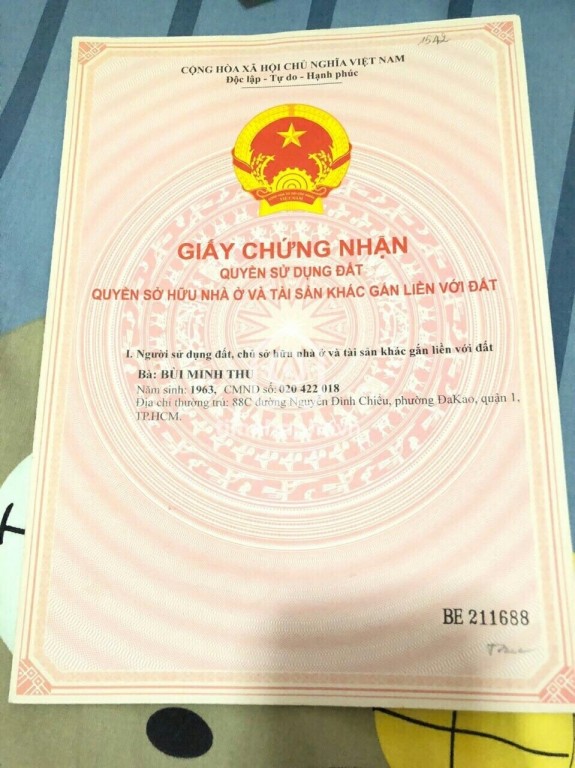 15A2
CỘNG HÒA XÃ HỘI CHỦ NGHĨA VIỆT NAM
Độc lập - Tự do - Hạnh phúc
VIỆT NAM
GIẤY CHỨNG NHẬN
QUYỀN SỬ DỤNG ĐẤT
QUYỀN SỞ HỮU NHÀ Ở VÀ TÀI SẢN KHÁC GẮN LIỀN VỚI ĐẤT
I. Người sử dụng đất, chủ sở hữu nhà ở và tài sản khác gắn liền với đất
Bà: BÙI MINH THU
Năm sinh: 1963, CMND số: 020 422 018
Địa chỉ thường trú: 88C đường Nguyễn Đình Chiểu, phường ĐaKao, quận 1,
TP.HCM.
BE 211688